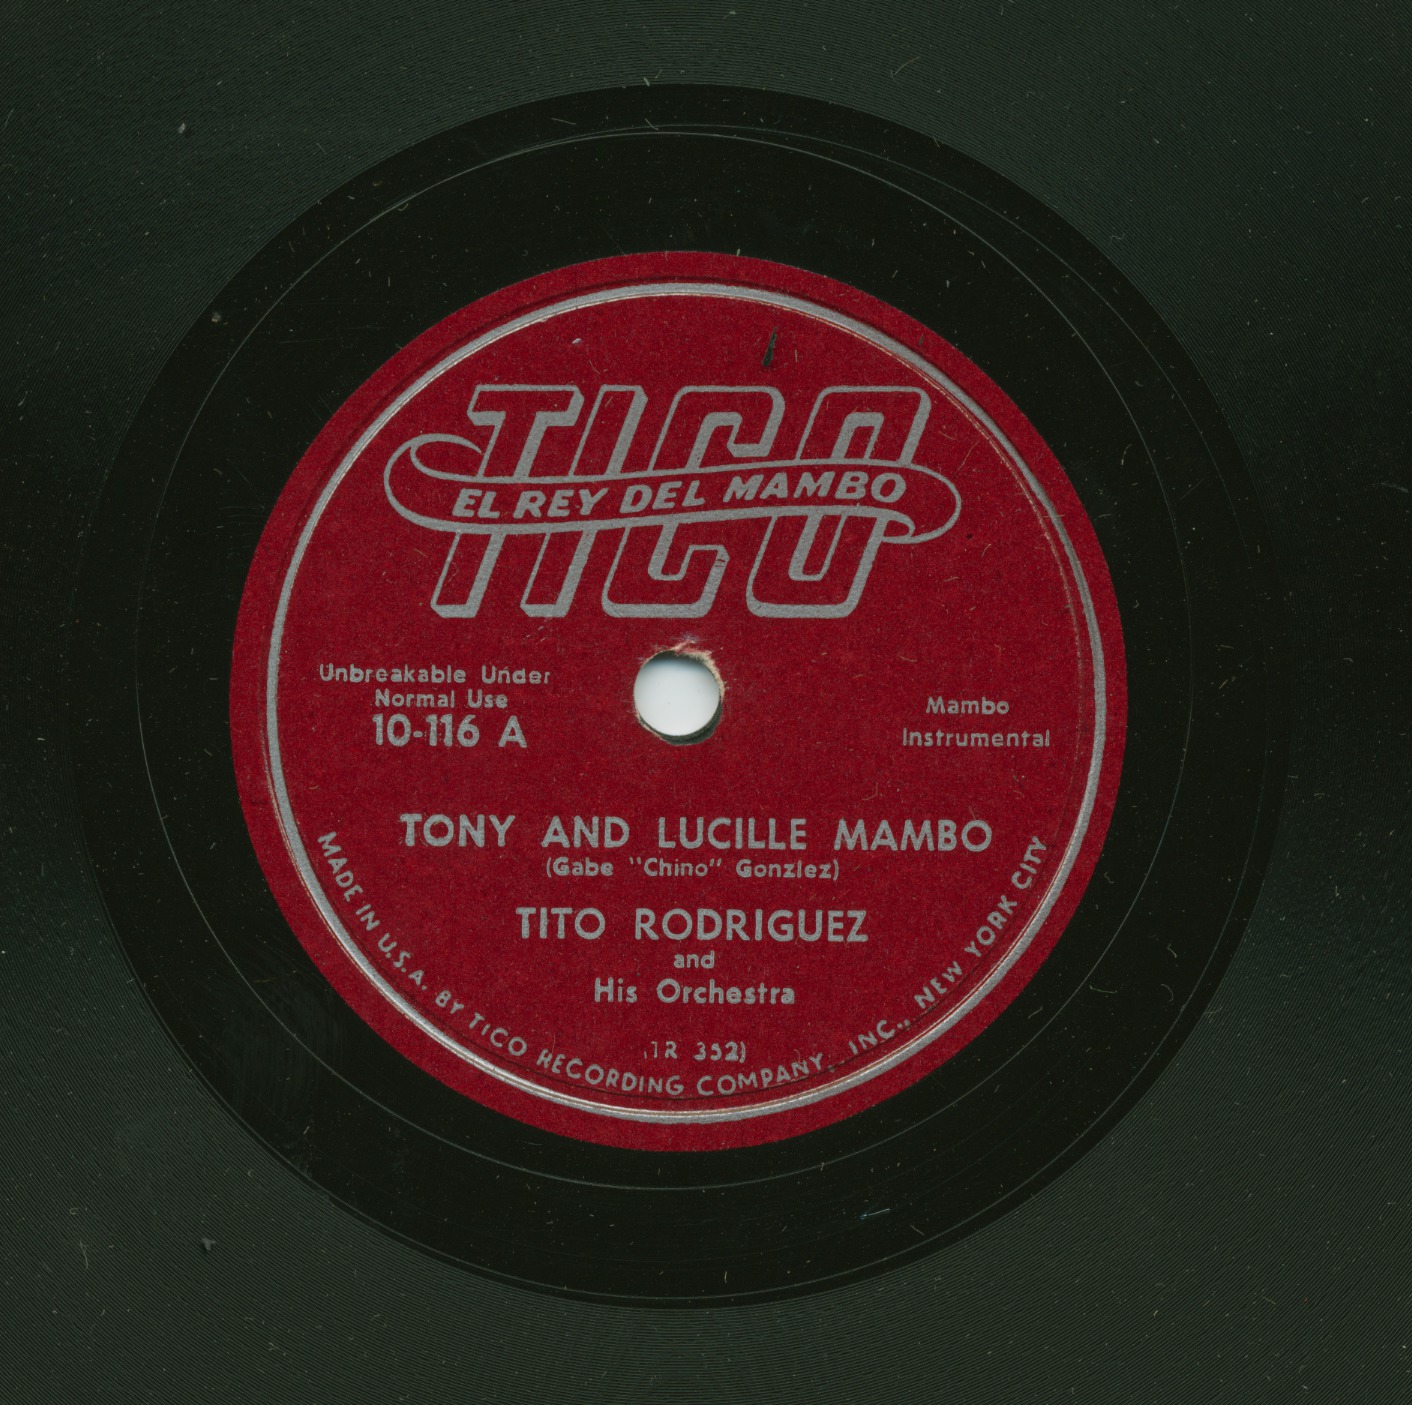 TICO
EL REY DEL MAMBO
Unbreakable Under
Normal Use
10-116 A
Mambo
Instrumental
TONY AND LUCILLE MAMBO
(Gabe "Chino" Gonzlez)
TITO RODRIGUEZ
and
His Orchestra
(TR 352)
MADE IN U.S.A. BY TICO RECORDING COMPANY, INC., NEW YORK CITY